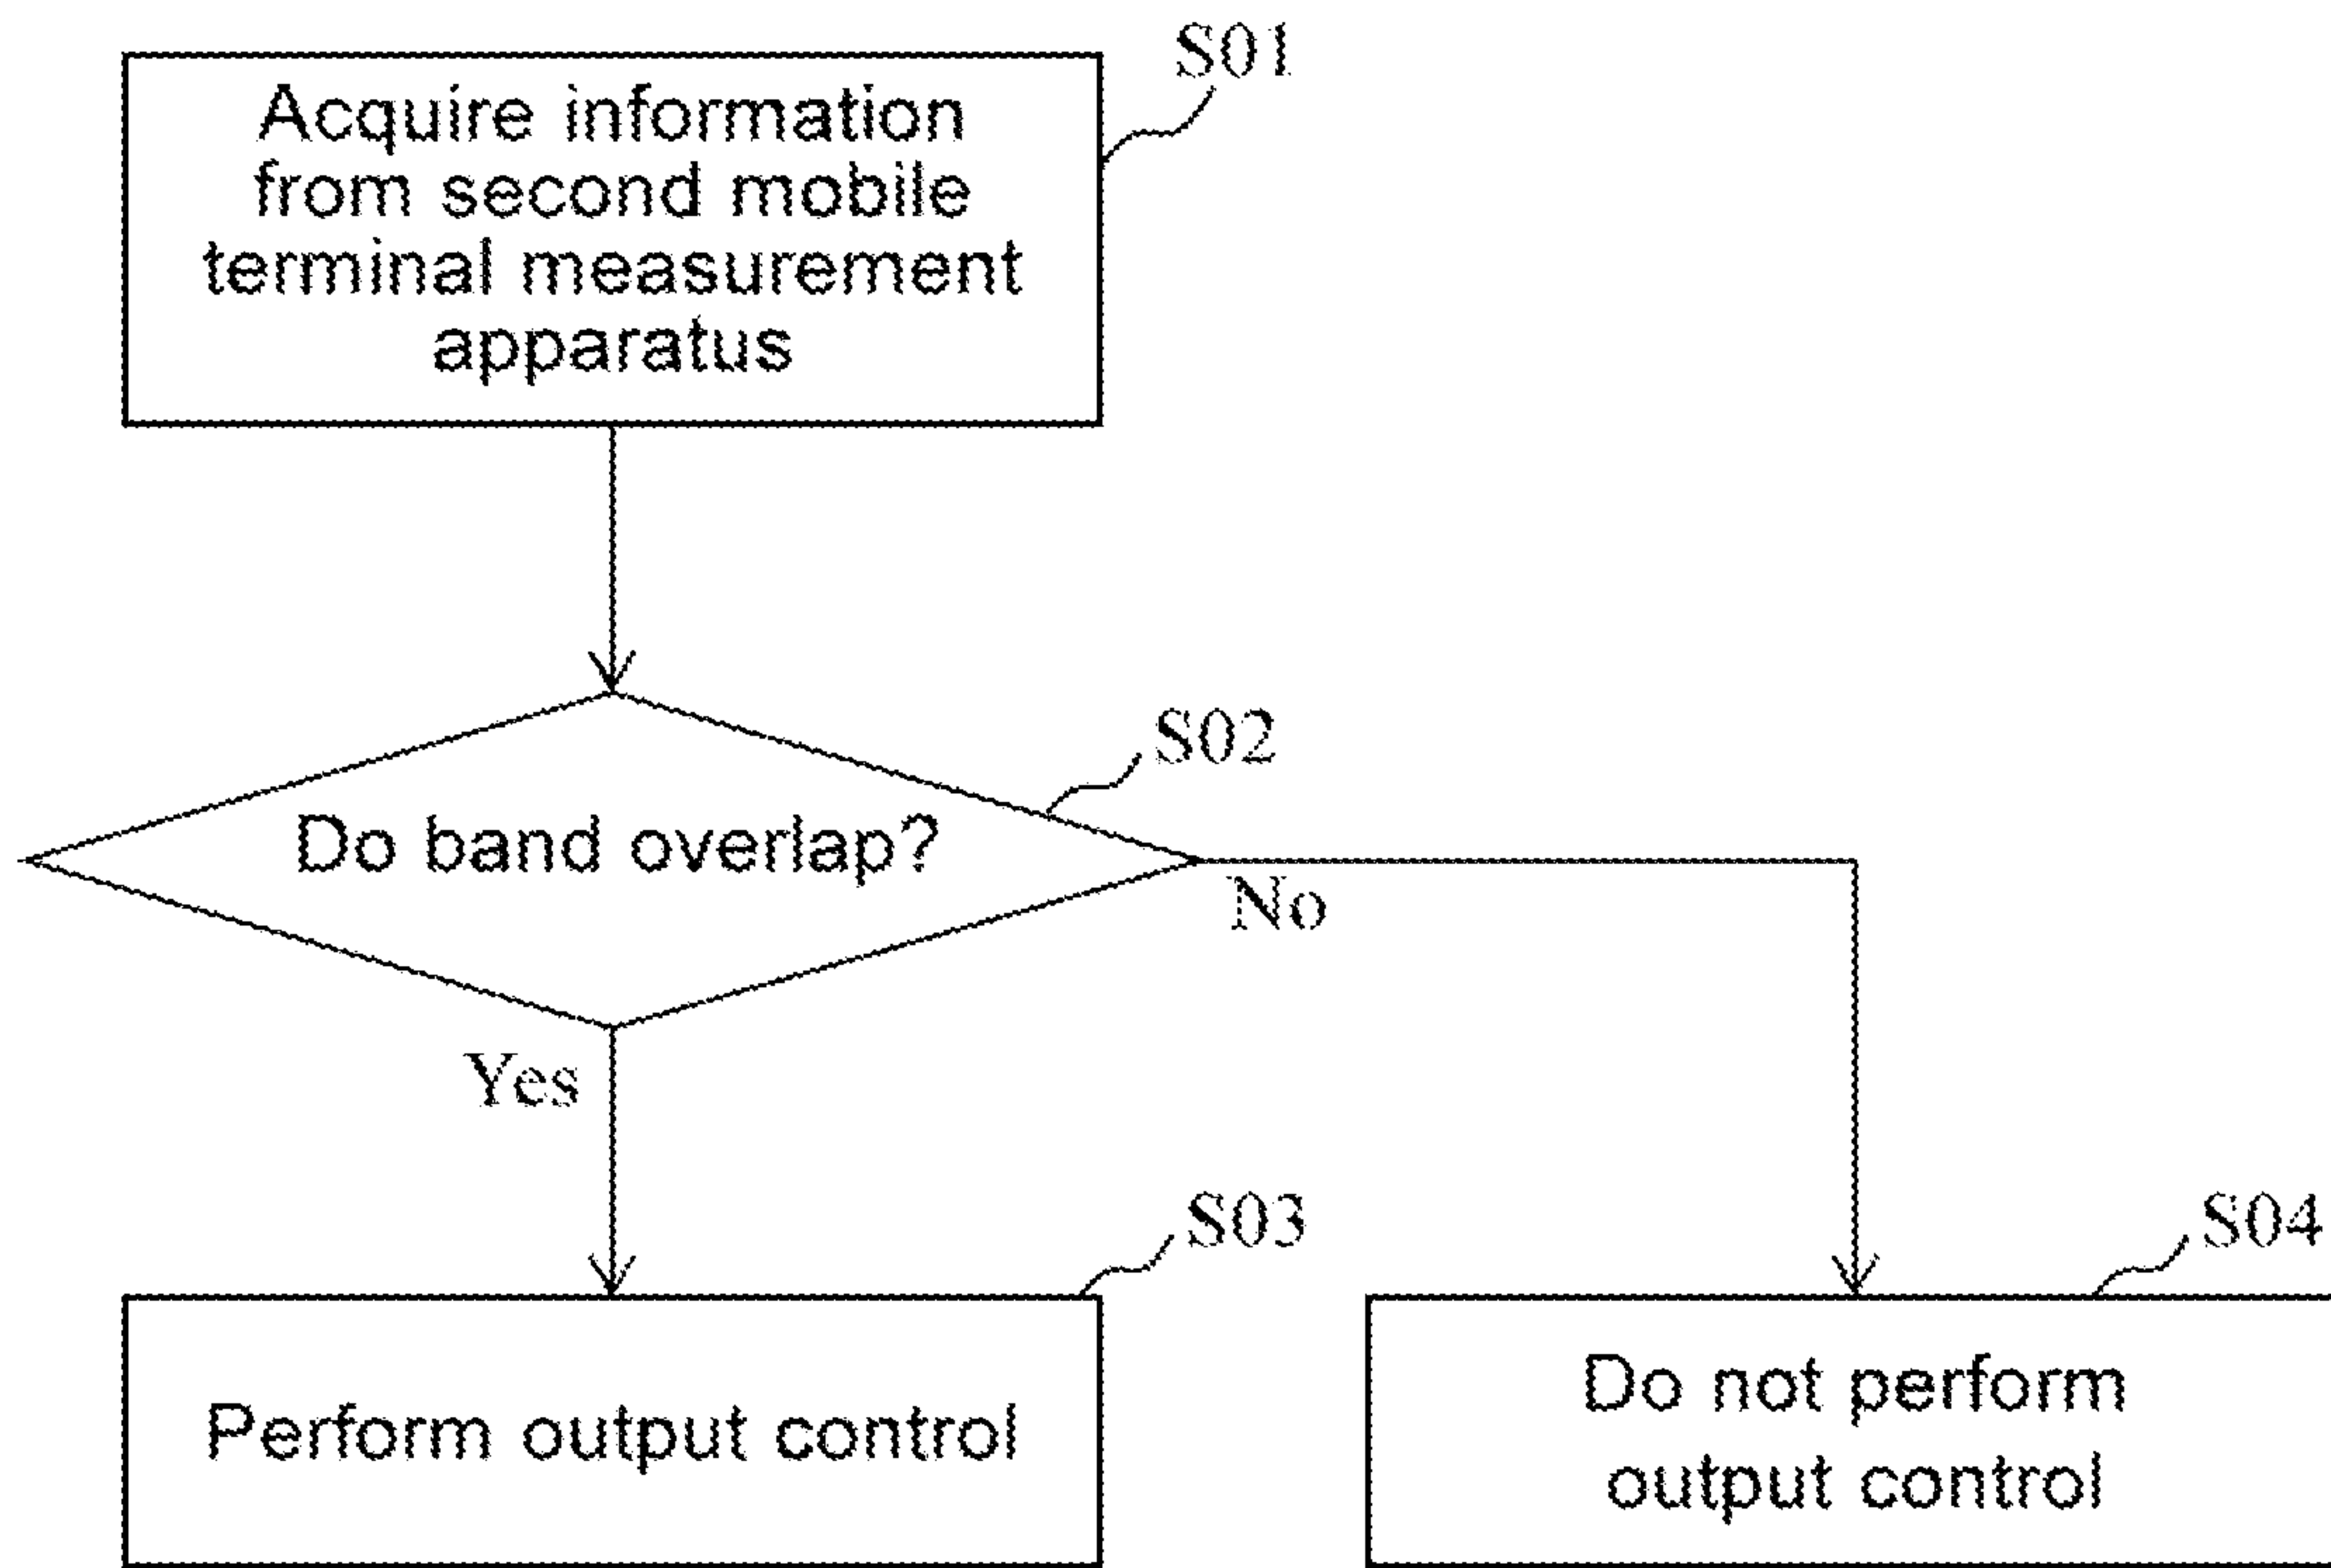 S01
Acquire information
from second mobile
terminal measurement
apparatus
S02
Do band overlap?
No
Yes
S03
S04
Perform output control
Do not perform
output control